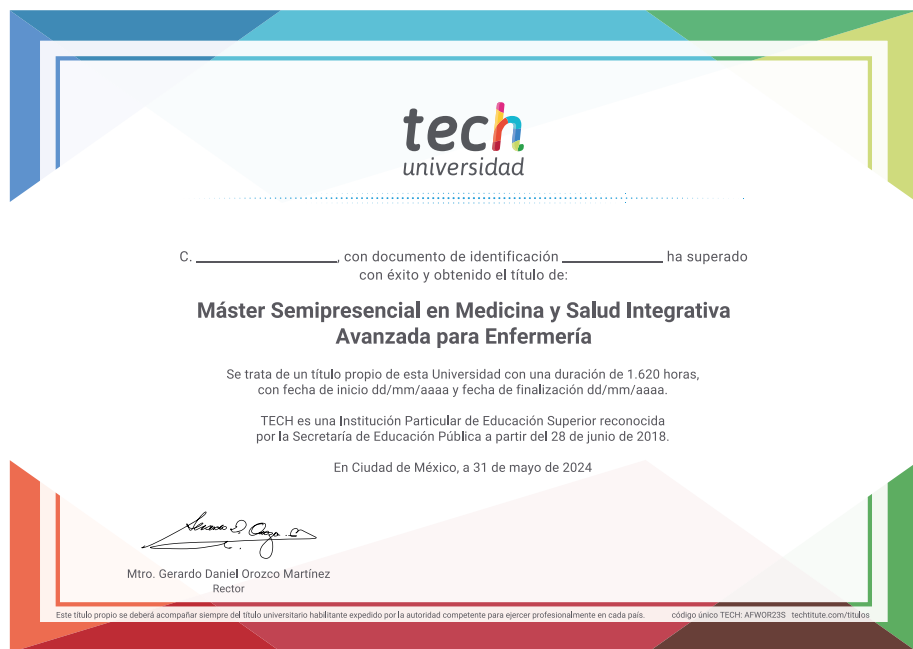 tech
universidad
C. ____________, con documento de identificación ____________ ha superado
con éxito y obtenido el título de:
Máster Semipresencial en Medicina y Salud Integrativa
Avanzada para Enfermería
Se trata de un título propio de esta Universidad con una duración de 1.620 horas,
con fecha de inicio dd/mm/aaaa y fecha de finalización dd/mm/aaaa.
TECH es una Institución Particular de Educación Superior reconocida
por la Secretaría de Educación Pública a partir del 28 de junio de 2018.
En Ciudad de México, a 31 de mayo de 2024
Mtro. Gerardo Daniel Orozco Martínez
Rector
Este título propio se deberá acompañar siempre del título universitario habilitante expedido por la autoridad competente para ejercer profesionalmente en cada país. código único TECH: AFWOR23S techtitute.com/titulos